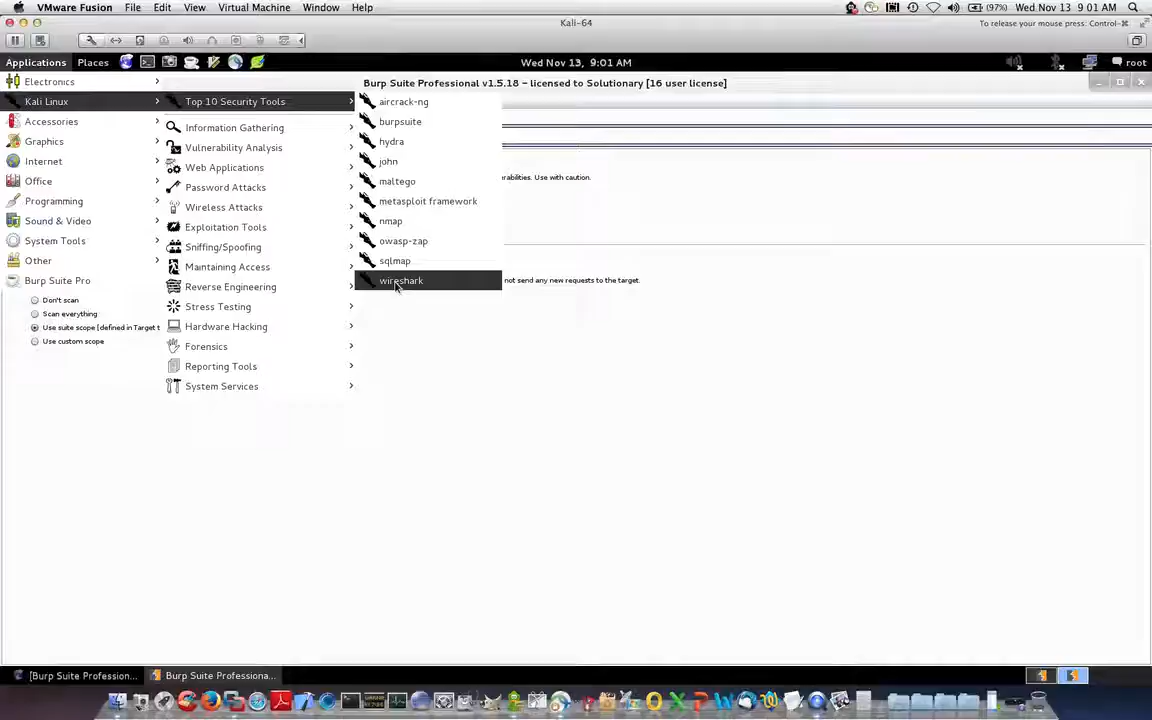 VMware Fusion File Edit View Virtual Machine Window Help (97%) Wed Nov 13 9:01 AM
Kali-64
To release your mouse press: Control-⌘
Applications Places Wed Nov 13, 9:01 AM root
Burp Suite Professional v1.5.18 - licensed to Solutionary [16 user license]
Electronics
Kali Linux
Accessories
Graphics
Internet
Office
Programming
Sound & Video
System Tools
Other
Burp Suite Pro
Top 10 Security Tools
Information Gathering
Vulnerability Analysis
Web Applications
Password Attacks
Wireless Attacks
Exploitation Tools
Sniffing/Spoofing
Maintaining Access
Reverse Engineering
Stress Testing
Hardware Hacking
Forensics
Reporting Tools
System Services
aircrack-ng
burpsuite
hydra
john
maltego
metasploit framework
nmap
owasp-zap
sqlmap
wireshark
rabilities. Use with caution.
not send any new requests to the target.
Don't scan
Scan everything
Use suite scope [defined in Target t
Use custom scope
[Burp Suite Profession... Burp Suite Professiona...